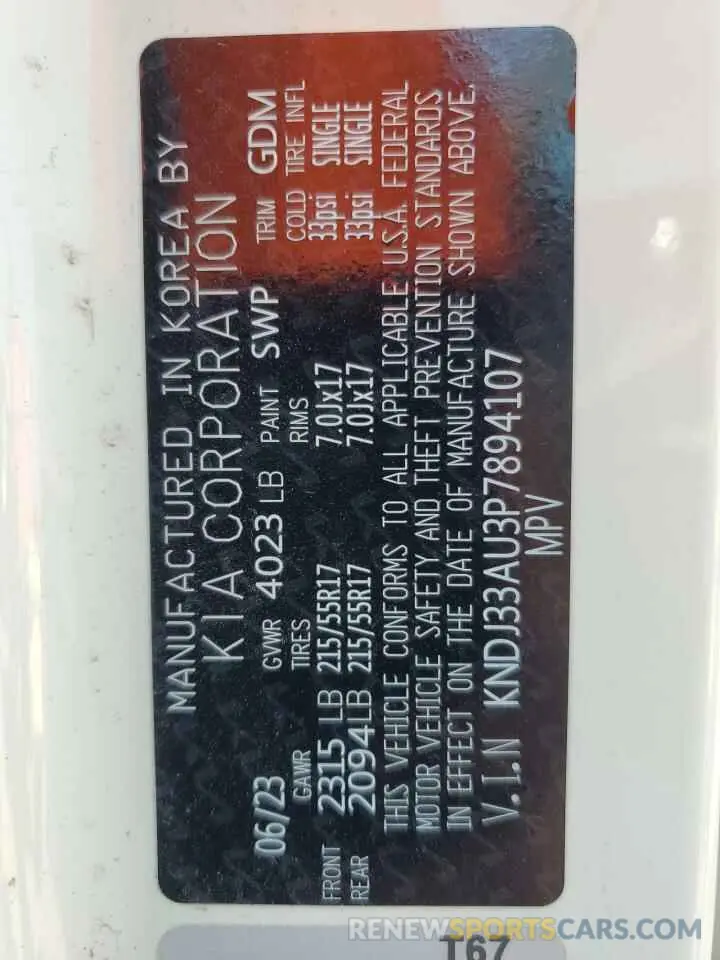 MANUFACTURED IN KOREA BY
KIA CORPORATION
06/23 GVWR 4023 LB PAINT SWP TRIM GDM
GAWR TIRES RIMS COLD TIRE INFL
FRONT 2315 LB 215/55R17 7.0Jx17 33psi SINGLE
REAR 2094LB 215/55R17 7.0Jx17 33psi SINGLE
THIS VEHICLE CONFORMS TO ALL APPLICABLE U.S.A. FEDERAL
MOTOR VEHICLE SAFETY AND THEFT PREVENTION STANDARDS
IN EFFECT ON THE DATE OF MANUFACTURE SHOWN ABOVE.
V.I.N KNDJ33AU3P7894107
MPV
T67
RENEWSPORTSCARS.COM